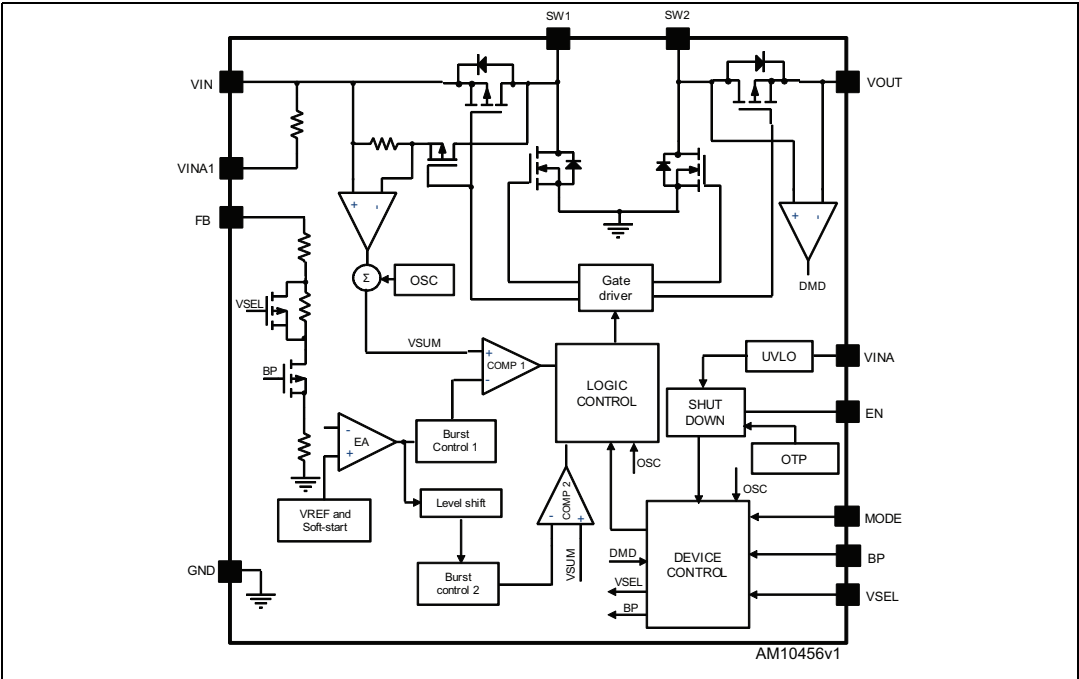 SW1
SW2
VIN
VOUT
VINA1
FB
+ -
+ -
Σ
OSC
Gate
driver
DMD
VSEL
VSUM
+
-
COMP 1
UVLO
VINA
BP
LOGIC
CONTROL
SHUT
DOWN
EN
-
+
EA
Burst
Control 1
OSC
OTP
VREF and
Soft-start
Level shift
COMP 2
- +
OSC
MODE
GND
Burst
control 2
VSUM
DMD
VSEL
BP
DEVICE
CONTROL
BP
VSEL
AM10456v1